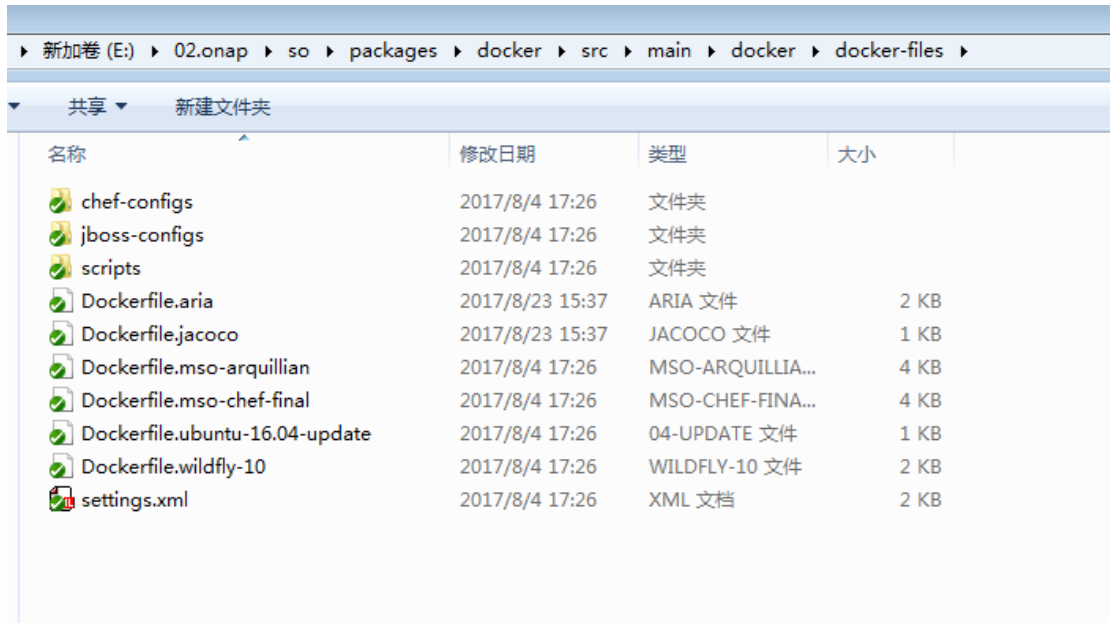 新加卷 (E:) 02.onap so packages docker src main docker docker-files
共享 新建文件夹
名称 修改日期 类型 大小
chef-configs 2017/8/4 17:26 文件夹
jboss-configs 2017/8/4 17:26 文件夹
scripts 2017/8/4 17:26 文件夹
Dockerfile.aria 2017/8/23 15:37 ARIA 文件 2 KB
Dockerfile.jacoco 2017/8/23 15:37 JACOCO 文件 1 KB
Dockerfile.mso-arquillian 2017/8/4 17:26 MSO-ARQUILLIA... 4 KB
Dockerfile.mso-chef-final 2017/8/4 17:26 MSO-CHEF-FINA... 4 KB
Dockerfile.ubuntu-16.04-update 2017/8/4 17:26 04-UPDATE 文件 1 KB
Dockerfile.wildfly-10 2017/8/4 17:26 WILDFLY-10 文件 2 KB
settings.xml 2017/8/4 17:26 XML 文档 2 KB